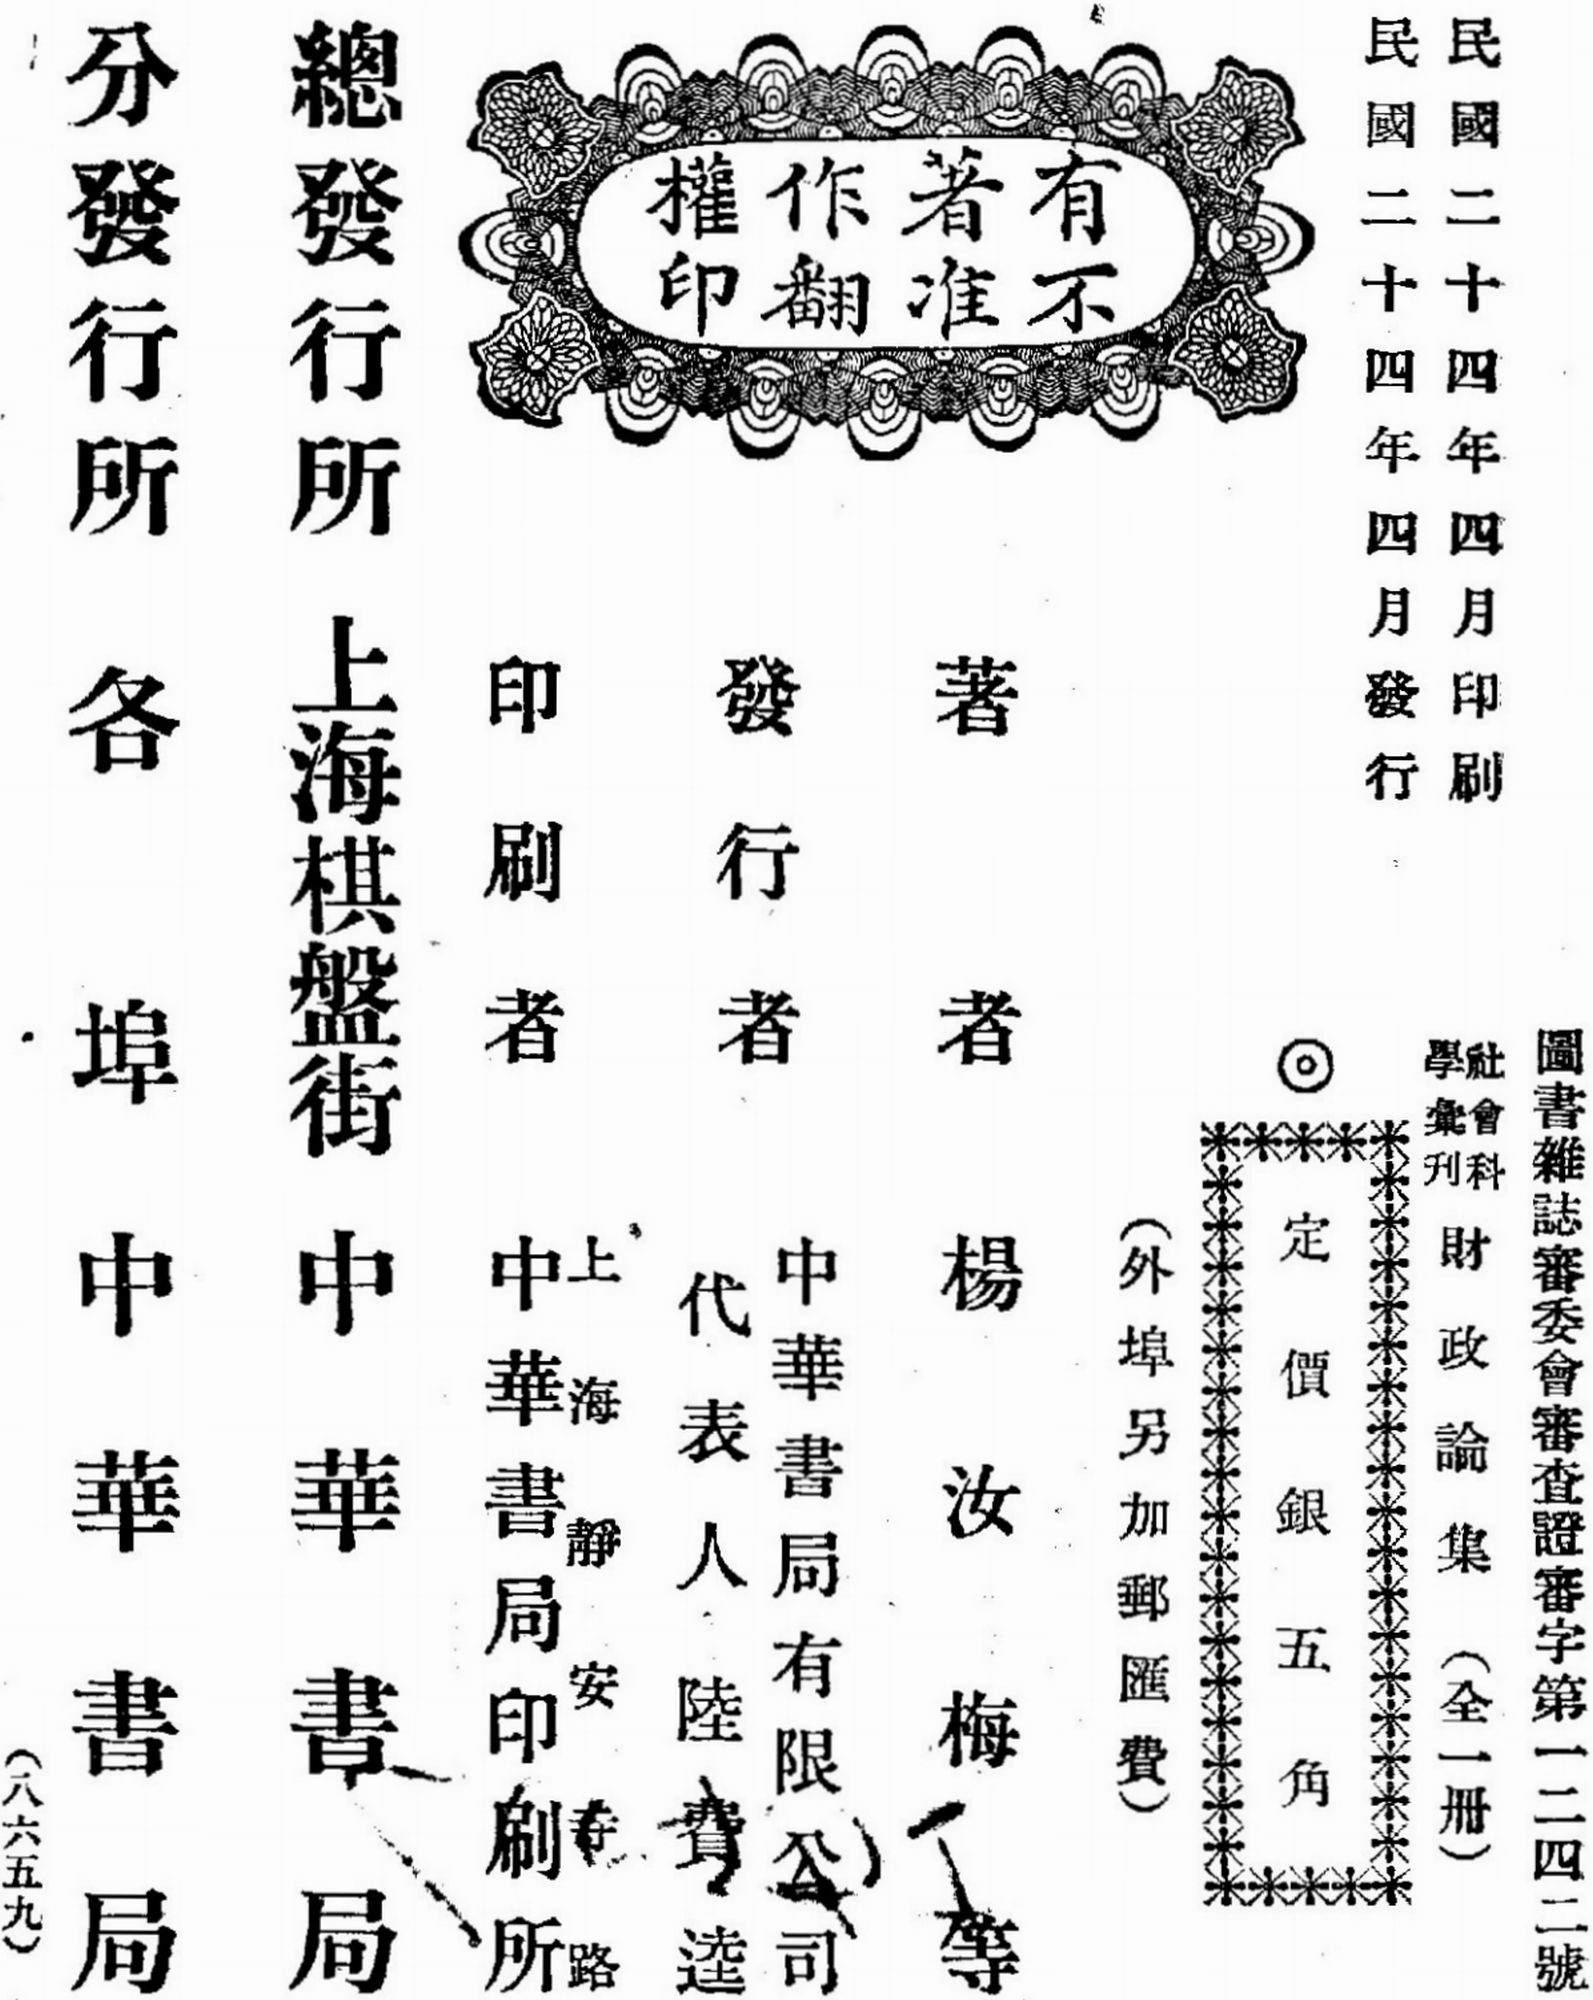 民國二十四年四月印刷
民國二十四年四月發行
有著作權
不准翻印
圖書雜誌審委會審查證審字第一二四二號
社會科學彙刊
財政論集（全一冊）
◎定價銀五角
（外埠另加郵匯費）
著者 楊汝梅等
發行者 中華書局有限公司
代表人 陸費逵
印刷者 上海靜安寺路
中華書局印刷所
總發行所 上海棋盤街 中華書局
分發行所 各埠 中華書局
（八六五九）